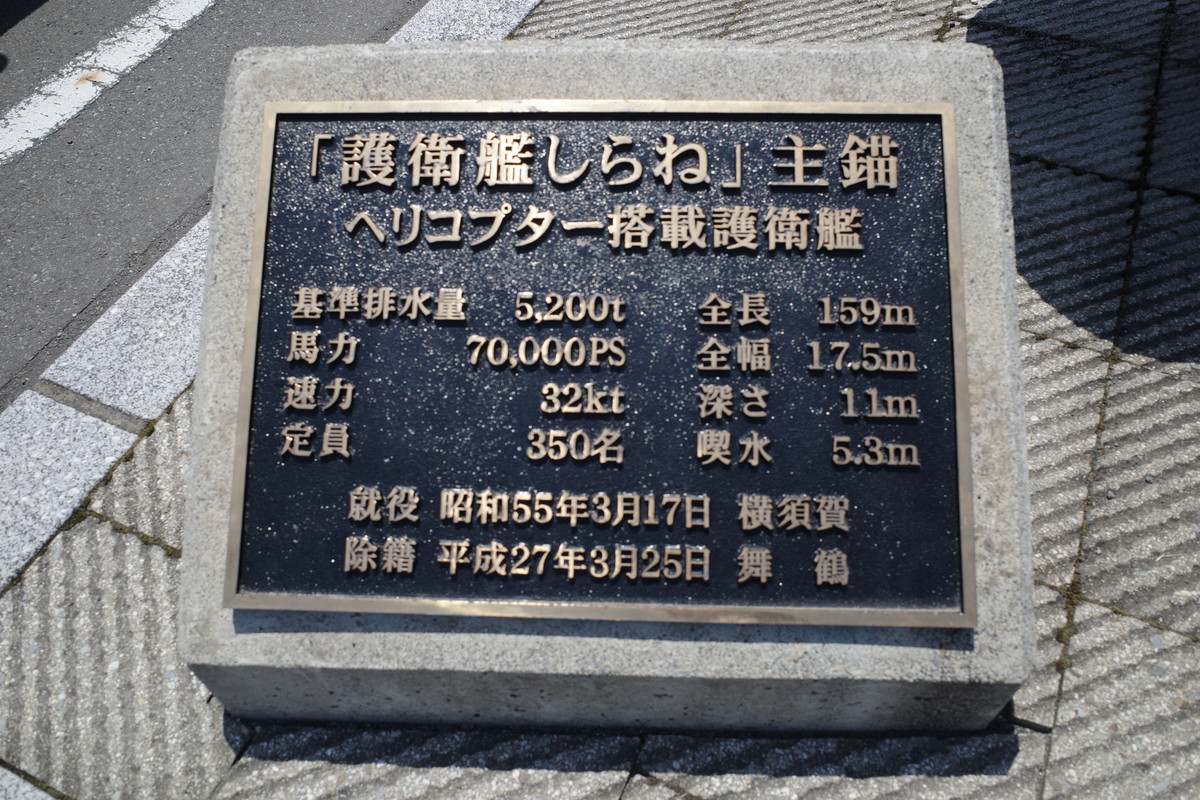 「護衛艦しらね」主錨
ヘリコプター搭載護衛艦
基準排水量 5,200t 全長 159m
馬力 70,000PS 全幅 17.5m
速力 32kt 深さ 11m
定員 350名 喫水 5.3m
就役 昭和55年3月17日 横須賀
除籍 平成27年3月25日 舞鶴